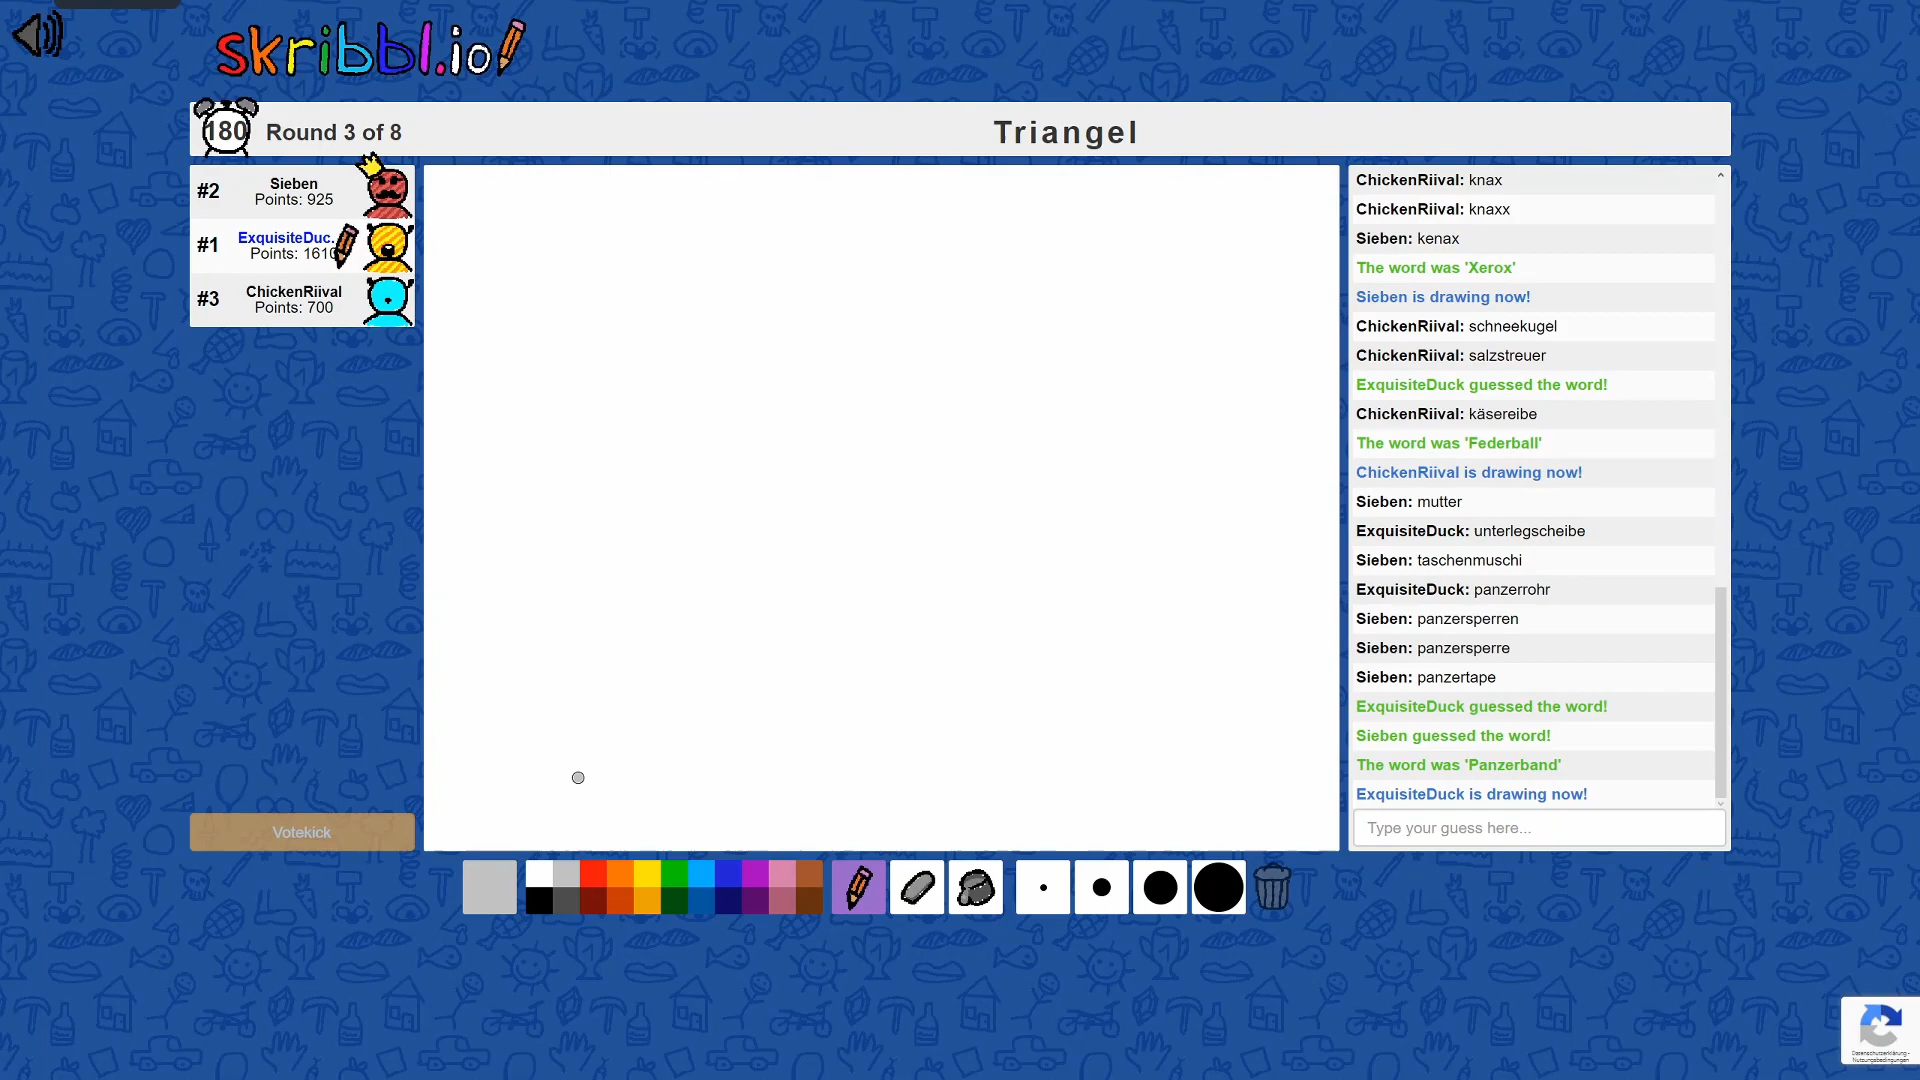 skribbl.io
180
Round 3 of 8
Triangel
#2
Sieben
Points: 925
#1
ExquisiteDuc..
Points: 1610
#3
ChickenRiival
Points: 700
Votekick
ChickenRiival: knax
ChickenRiival: knaxx
Sieben: kenax
The word was 'Xerox'
Sieben is drawing now!
ChickenRiival: schneekugel
ChickenRiival: salzstreuer
ExquisiteDuck guessed the word!
ChickenRiival: käsereibe
The word was 'Federball'
ChickenRiival is drawing now!
Sieben: mutter
ExquisiteDuck: unterlegscheibe
Sieben: taschenmuschi
ExquisiteDuck: panzerrohr
Sieben: panzersperren
Sieben: panzersperre
Sieben: panzertape
ExquisiteDuck guessed the word!
Sieben guessed the word!
The word was 'Panzerband'
ExquisiteDuck is drawing now!
Type your guess here...
Datenschutzerklärung -
Nutzungsbedingungen